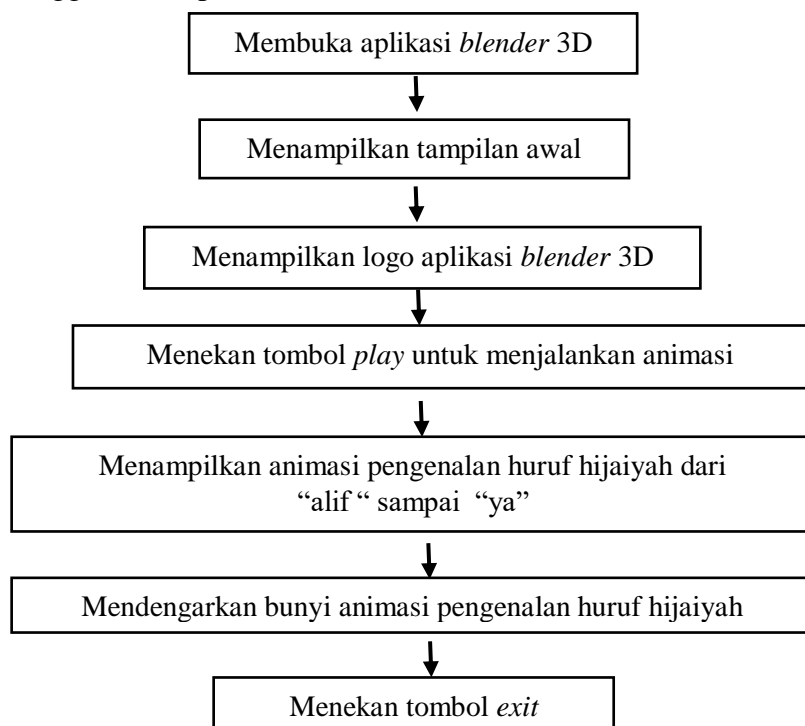 Membuka aplikasi blender 3D
Menampilkan tampilan awal
Menampilkan logo aplikasi blender 3D
Menekan tombol play untuk menjalankan animasi
Menampilkan animasi pengenalan huruf hijaiyah dari
“alif “ sampai “ya”
Mendengarkan bunyi animasi pengenalan huruf hijaiyah
Menekan tombol exit